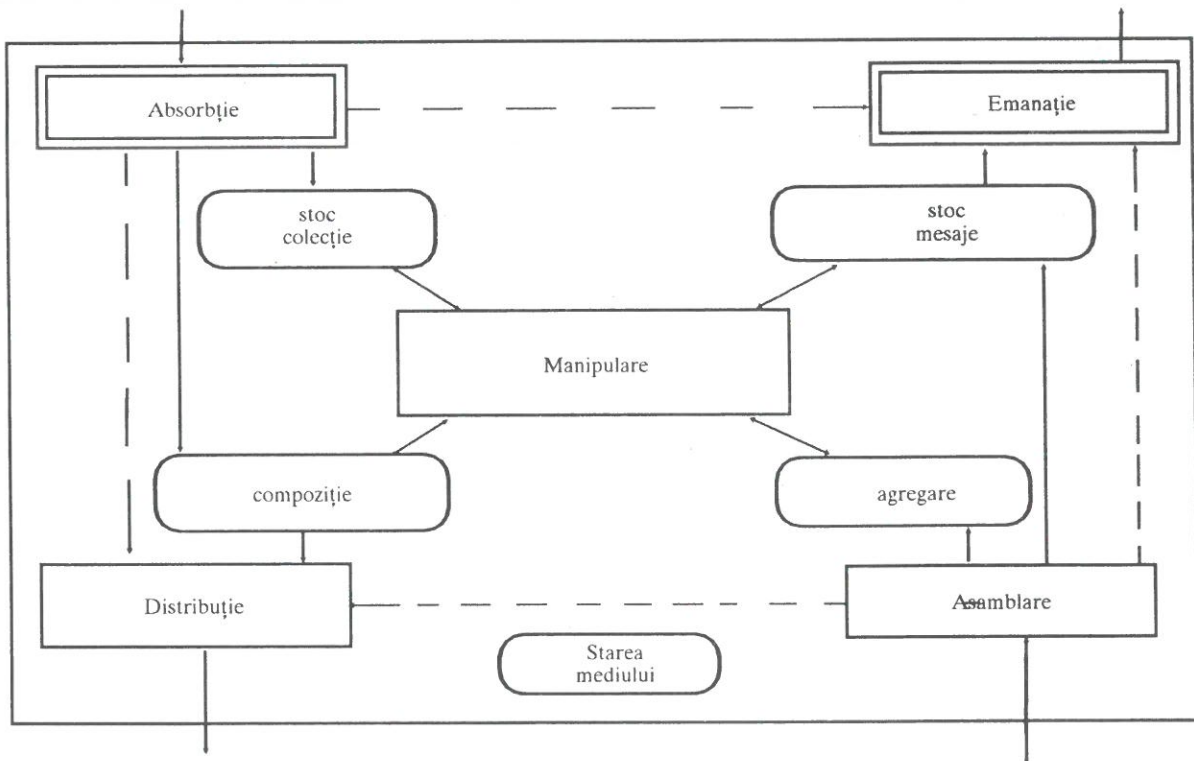 Absorbție
Emanație
stoc
colecție
stoc
mesaje
Manipulare
compoziție
agregare
Distribuție
Asamblare
Starea
mediului